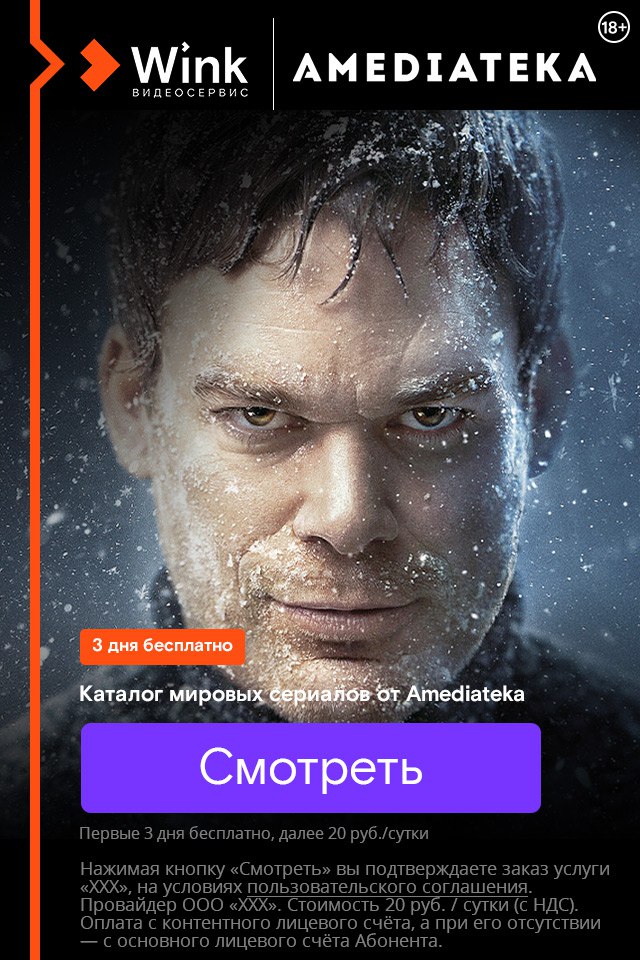 18+
Wink
ВИДЕОСЕРВИС
AMEDIATEKA
3 дня бесплатно
Каталог мировых сериалов от Amediateka
Смотреть
Первые 3 дня бесплатно, далее 20 руб./сутки
Нажимая кнопку «Смотреть» вы подтверждаете заказ услуги
«XXX», на условиях пользовательского соглашения.
Провайдер ООО «XXX». Стоимость 20 руб. / сутки (с НДС).
Оплата с контентного лицевого счёта, а при его отсутствии
— с основного лицевого счёта Абонента.